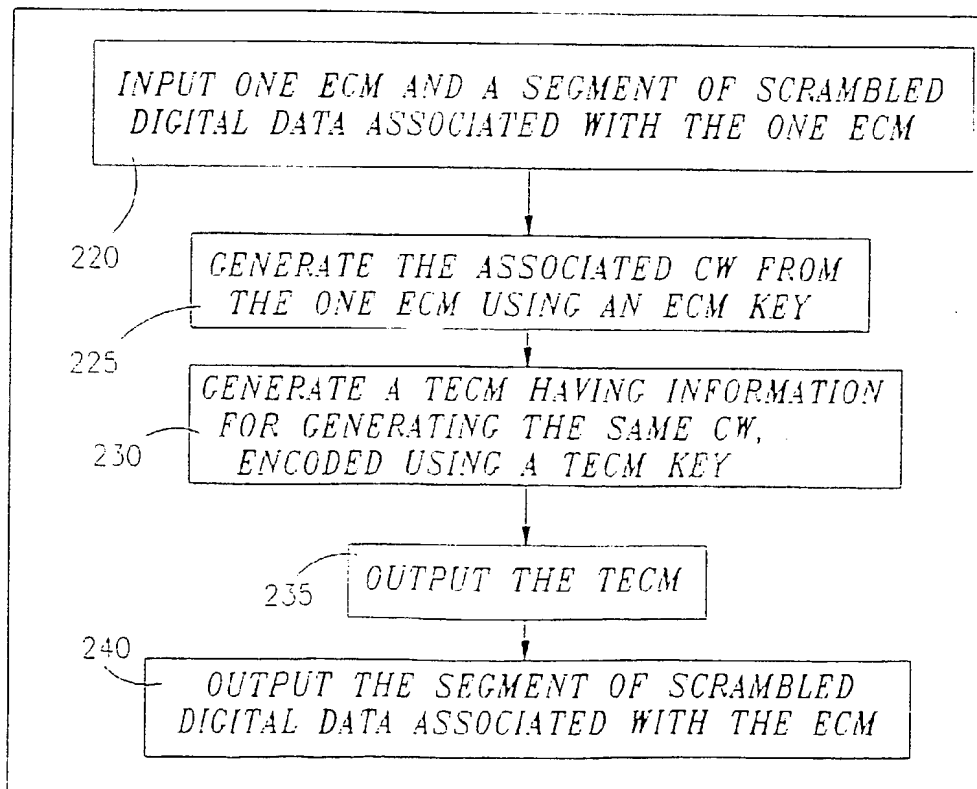 INPUT ONE ECM AND A SEGMENT OF SCRAMBLED
DIGITAL DATA ASSOCIATED WITH THE ONE ECM
220
GENERATE THE ASSOCIATED CW FROM
THE ONE ECM USING AN ECM KEY
225
GENERATE A TECM HAVING INFORMATION
FOR GENERATING THE SAME CW,
ENCODED USING A TECM KEY
230
OUTPUT THE TECM
235
240
OUTPUT THE SEGMENT OF SCRAMBLED
DIGITAL DATA ASSOCIATED WITH THE ECM